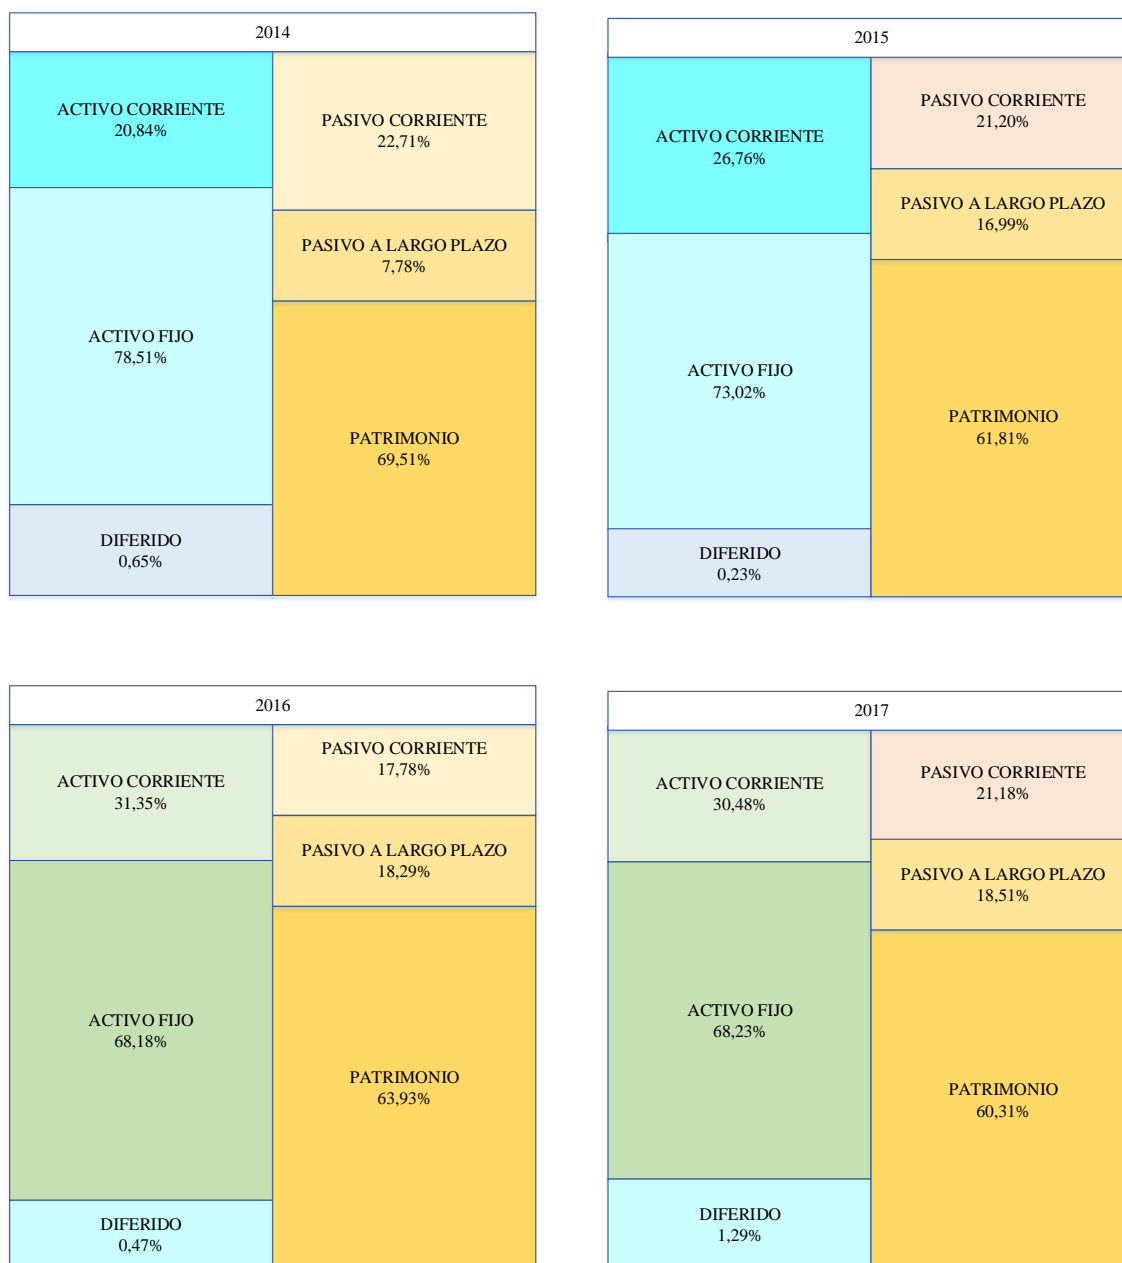 2014
ACTIVO CORRIENTE
20,84%
PASIVO CORRIENTE
22,71%
PASIVO A LARGO PLAZO
7,78%
ACTIVO FIJO
78,51%
PATRIMONIO
69,51%
DIFERIDO
0,65%
2015
ACTIVO CORRIENTE
26,76%
PASIVO CORRIENTE
21,20%
PASIVO A LARGO PLAZO
16,99%
ACTIVO FIJO
73,02%
PATRIMONIO
61,81%
DIFERIDO
0,23%
2016
ACTIVO CORRIENTE
31,35%
PASIVO CORRIENTE
17,78%
PASIVO A LARGO PLAZO
18,29%
ACTIVO FIJO
68,18%
PATRIMONIO
63,93%
DIFERIDO
0,47%
2017
ACTIVO CORRIENTE
30,48%
PASIVO CORRIENTE
21,18%
PASIVO A LARGO PLAZO
18,51%
ACTIVO FIJO
68,23%
PATRIMONIO
60,31%
DIFERIDO
1,29%